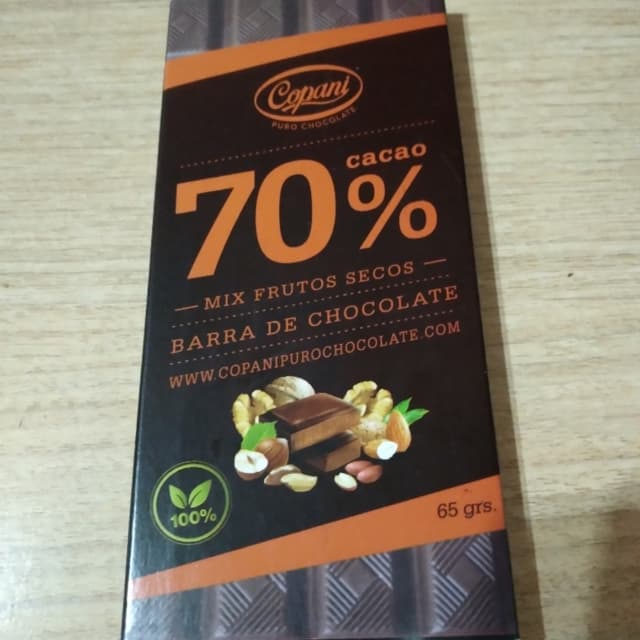 Copani
PURO CHOCOLATE
cacao
70%
MIX FRUTOS SECOS
BARRA DE CHOCOLATE
WWW.COPANIPUROCHOCOLATE.COM
100%
65 grs.